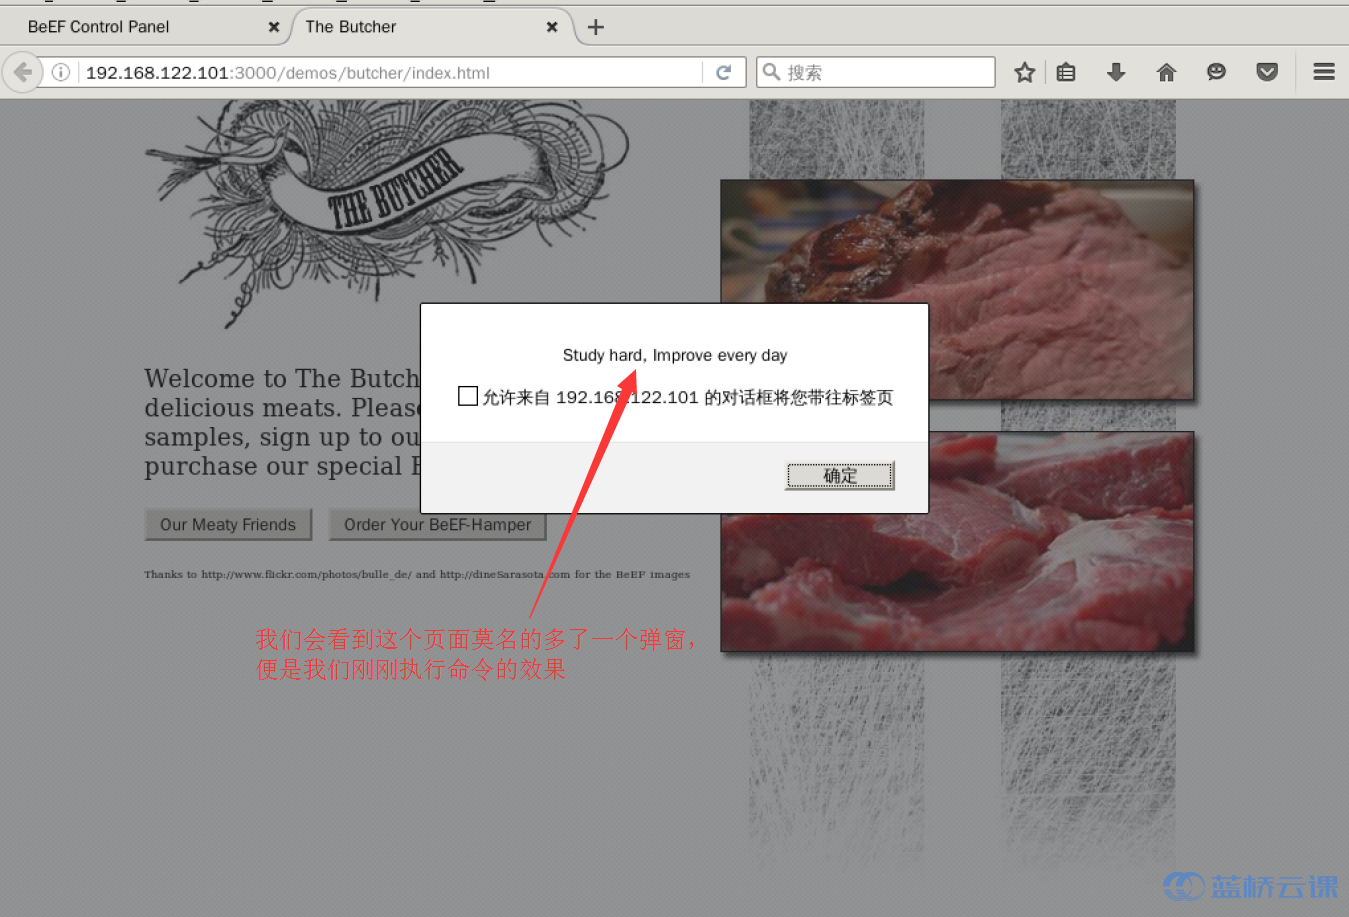 BeEF Control Panel
The Butcher
192.168.122.101:3000/demos/butcher/index.html
搜索
THE BUTCHER
Study hard, Improve every day
允许来自 192.168.122.101 的对话框将您带往标签页
确定
Welcome to The Butch
delicious meats. Please
samples, sign up to ou
purchase our special
Our Meaty Friends
Order Your BeEF-Hamper
Thanks to http://www.flickr.com/photos/bulle_de/ and http://dineSarasota.com for the BeEF images
我们会看到这个页面莫名的多了一个弹窗，
便是我们刚刚执行命令的效果
蓝桥云课